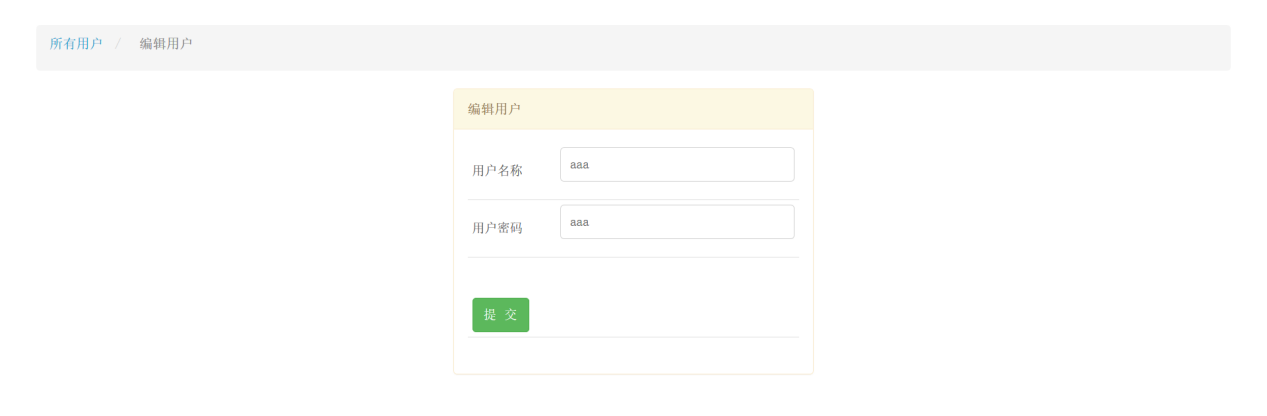 所有用户 / 编辑用户
编辑用户
用户名称 aaa
用户密码 aaa
提 交